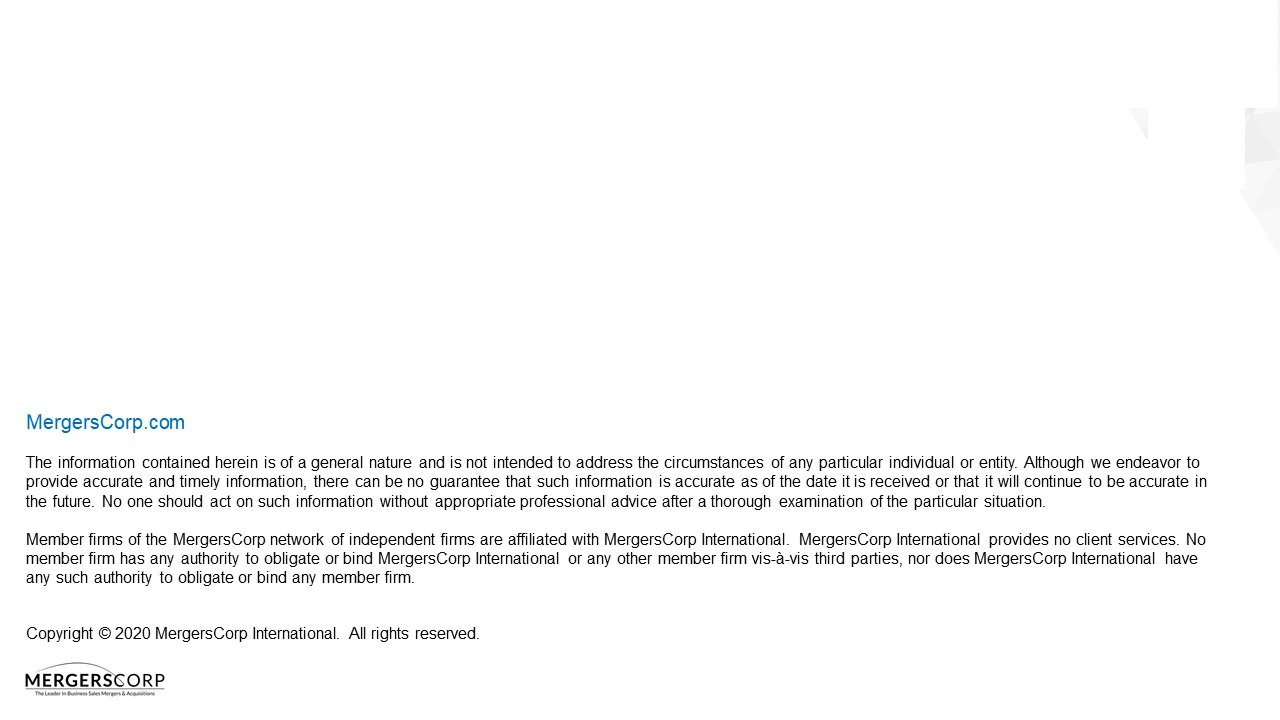 MergersCorp.com
The information contained herein is of a general nature and is not intended to address the circumstances of any particular individual or entity. Although we endeavor to
provide accurate and timely information, there can be no guarantee that such information is accurate as of the date it is received or that it will continue to be accurate in
the future. No one should act on such information without appropriate professional advice after a thorough examination of the particular situation.
Member firms of the MergersCorp network of independent firms are affiliated with MergersCorp International. MergersCorp International provides no client services. No
member firm has any authority to obligate or bind MergersCorp International or any other member firm vis-à-vis third parties, nor does MergersCorp International have
any such authority to obligate or bind any member firm.
Copyright © 2020 MergersCorp International. All rights reserved.
MERGERSCORP
The Leader In Business Sales Mergers & Acquisitions